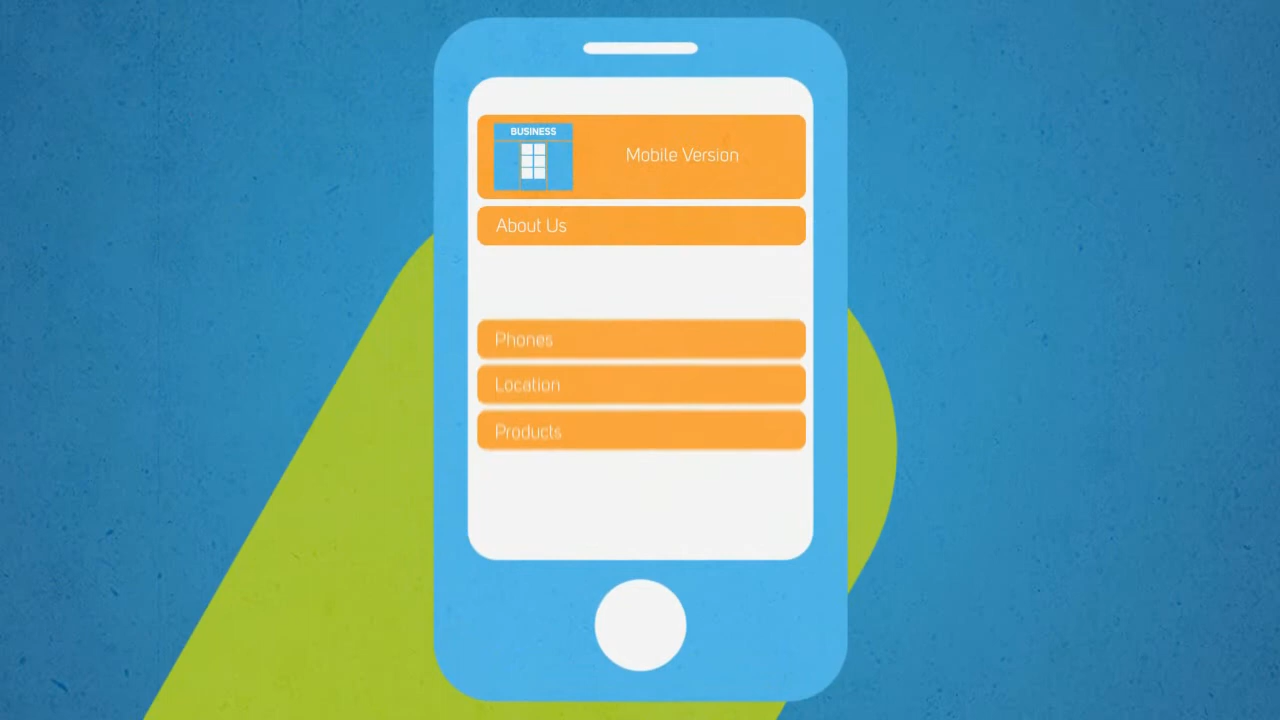 BUSINESS
Mobile Version
About Us
Phones
Location
Products